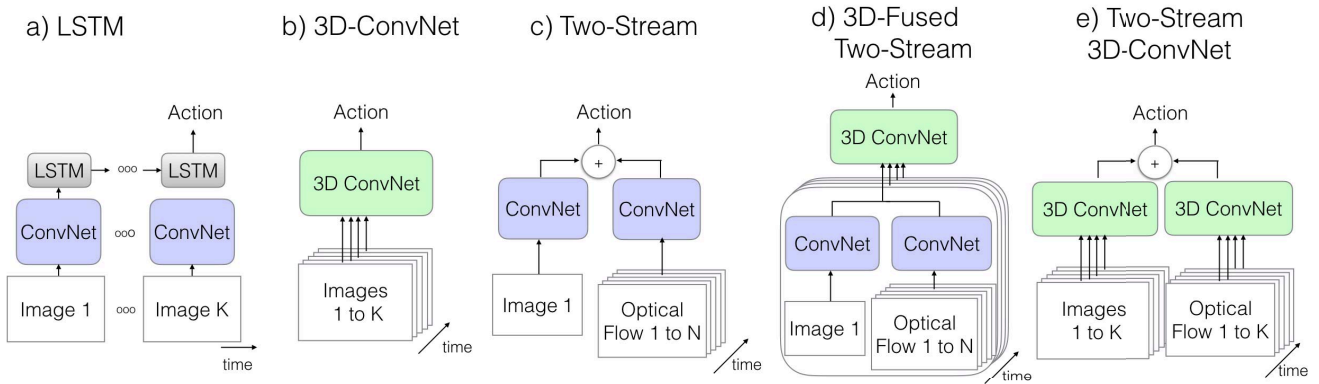 a) LSTM
Action
LSTM
ooo
LSTM
ConvNet
ooo
ConvNet
Image 1
ooo
Image K
time
b) 3D-ConvNet
Action
3D ConvNet
Images
1 to K
time
c) Two-Stream
Action
+
ConvNet
ConvNet
Image 1
Optical
Flow 1 to N
time
d) 3D-Fused
Two-Stream
Action
3D ConvNet
ConvNet
ConvNet
Image 1
Optical
Flow 1 to N
time
e) Two-Stream
3D-ConvNet
Action
+
3D ConvNet
3D ConvNet
Images
1 to K
Optical
Flow 1 to K
time